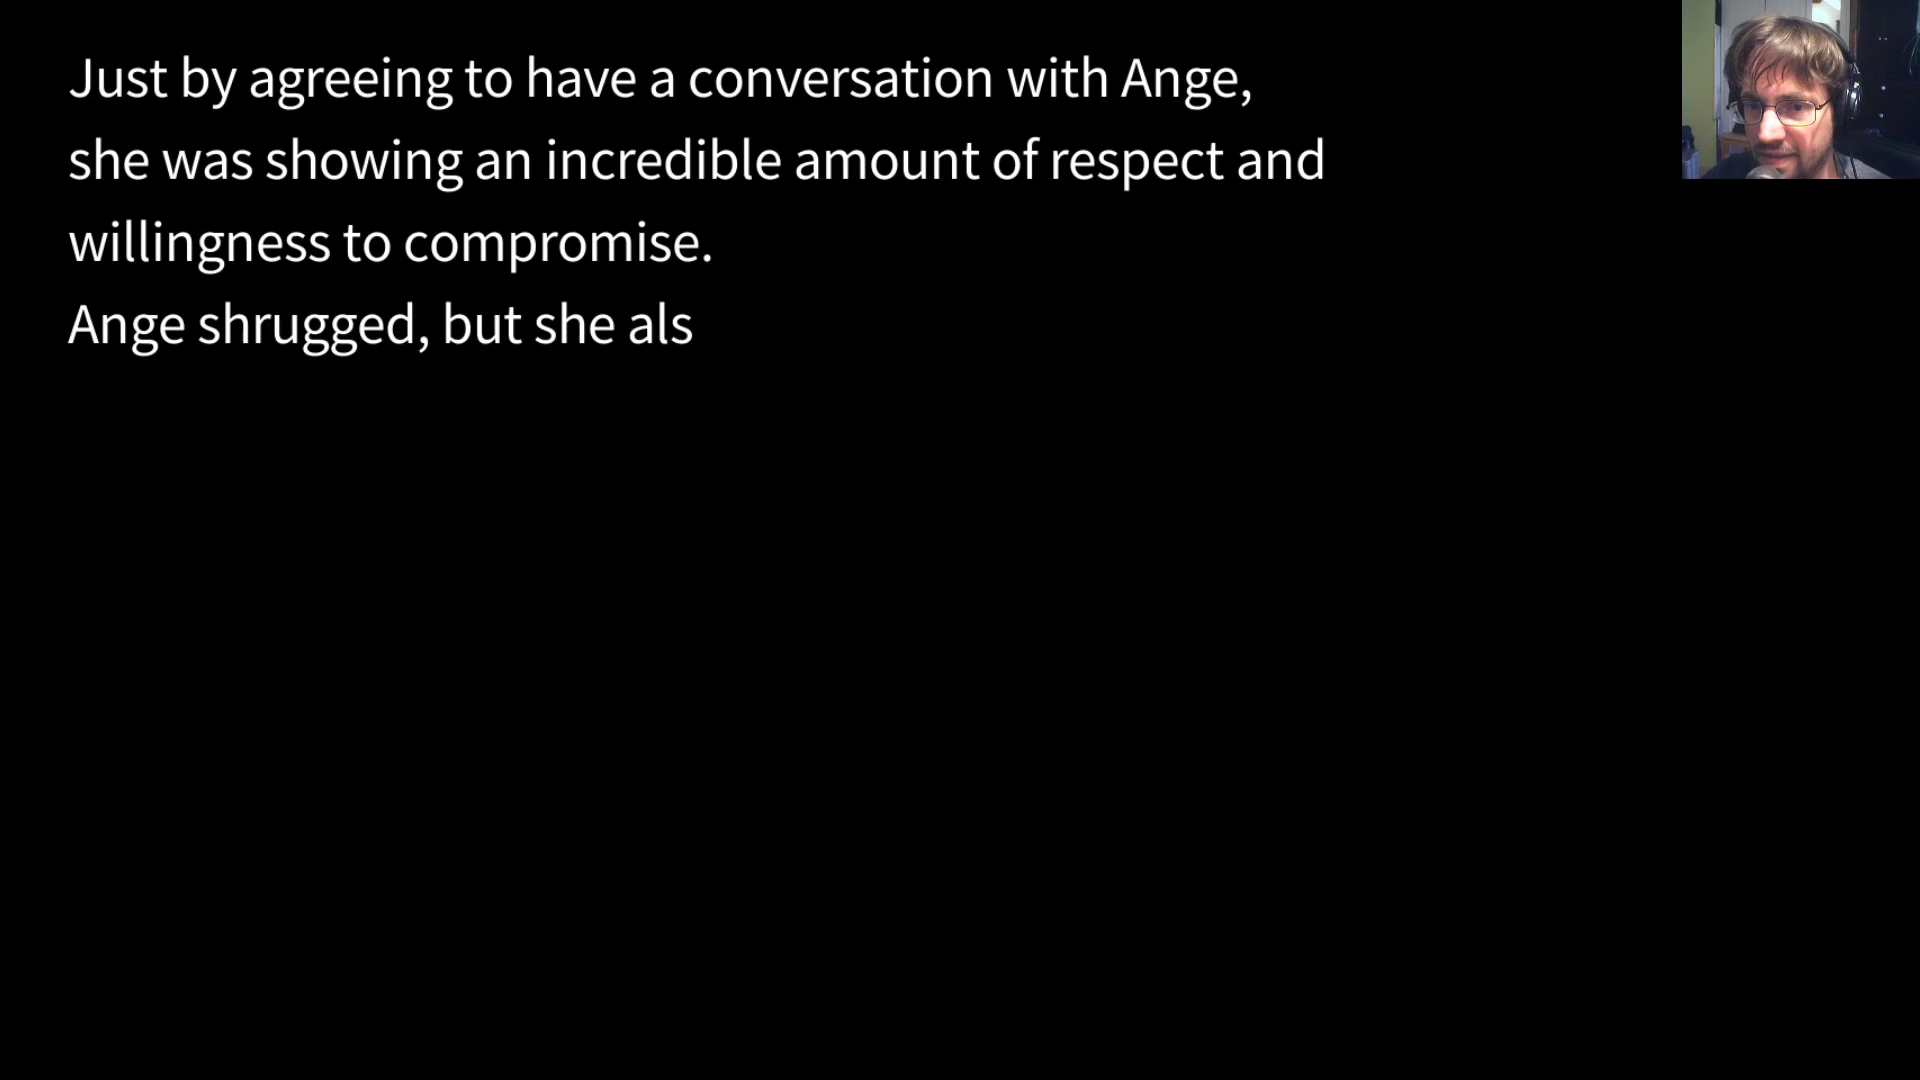 Just by agreeing to have a conversation with Ange,
she was showing an incredible amount of respect and
willingness to compromise.
Ange shrugged, but she als